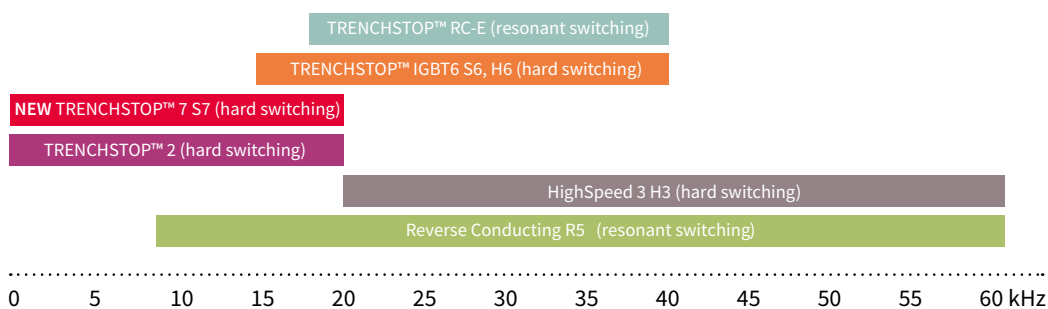 TRENCHSTOP™ RC-E (resonant switching)
TRENCHSTOP™ IGBT6 S6, H6 (hard switching)
NEW TRENCHSTOP™ 7 S7 (hard switching)
TRENCHSTOP™ 2 (hard switching)
HighSpeed 3 H3 (hard switching)
Reverse Conducting R5 (resonant switching)
0 5 10 15 20 25 30 35 40 45 50 55 60 kHz